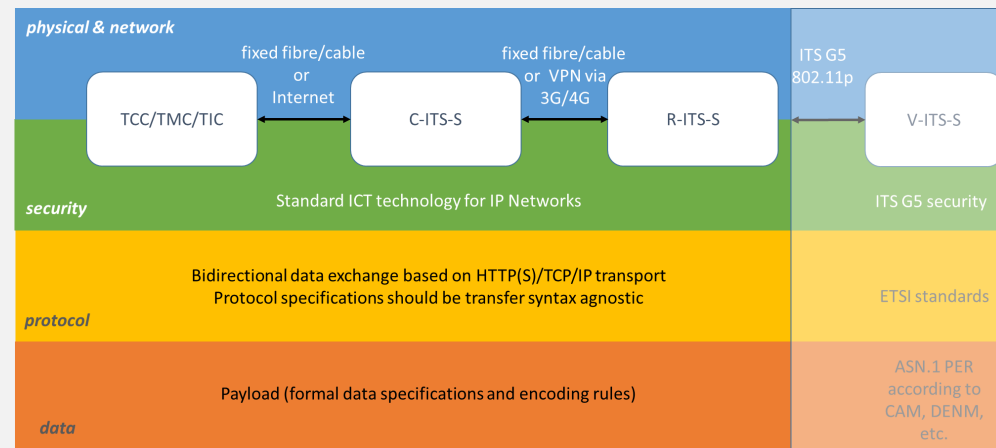 physical & network
fixed fibre/cable
or
Internet
fixed fibre/cable
or VPN via
3G/4G
ITS G5
802.11p
TCC/TMC/TIC
C-ITS-S
R-ITS-S
V-ITS-S
security
Standard ICT technology for IP Networks
ITS G5 security
Bidirectional data exchange based on HTTP(S)/TCP/IP transport
Protocol specifications should be transfer syntax agnostic
protocol
ETSI standards
Payload (formal data specifications and encoding rules)
data
ASN.1 PER
according to
CAM, DENM,
etc.